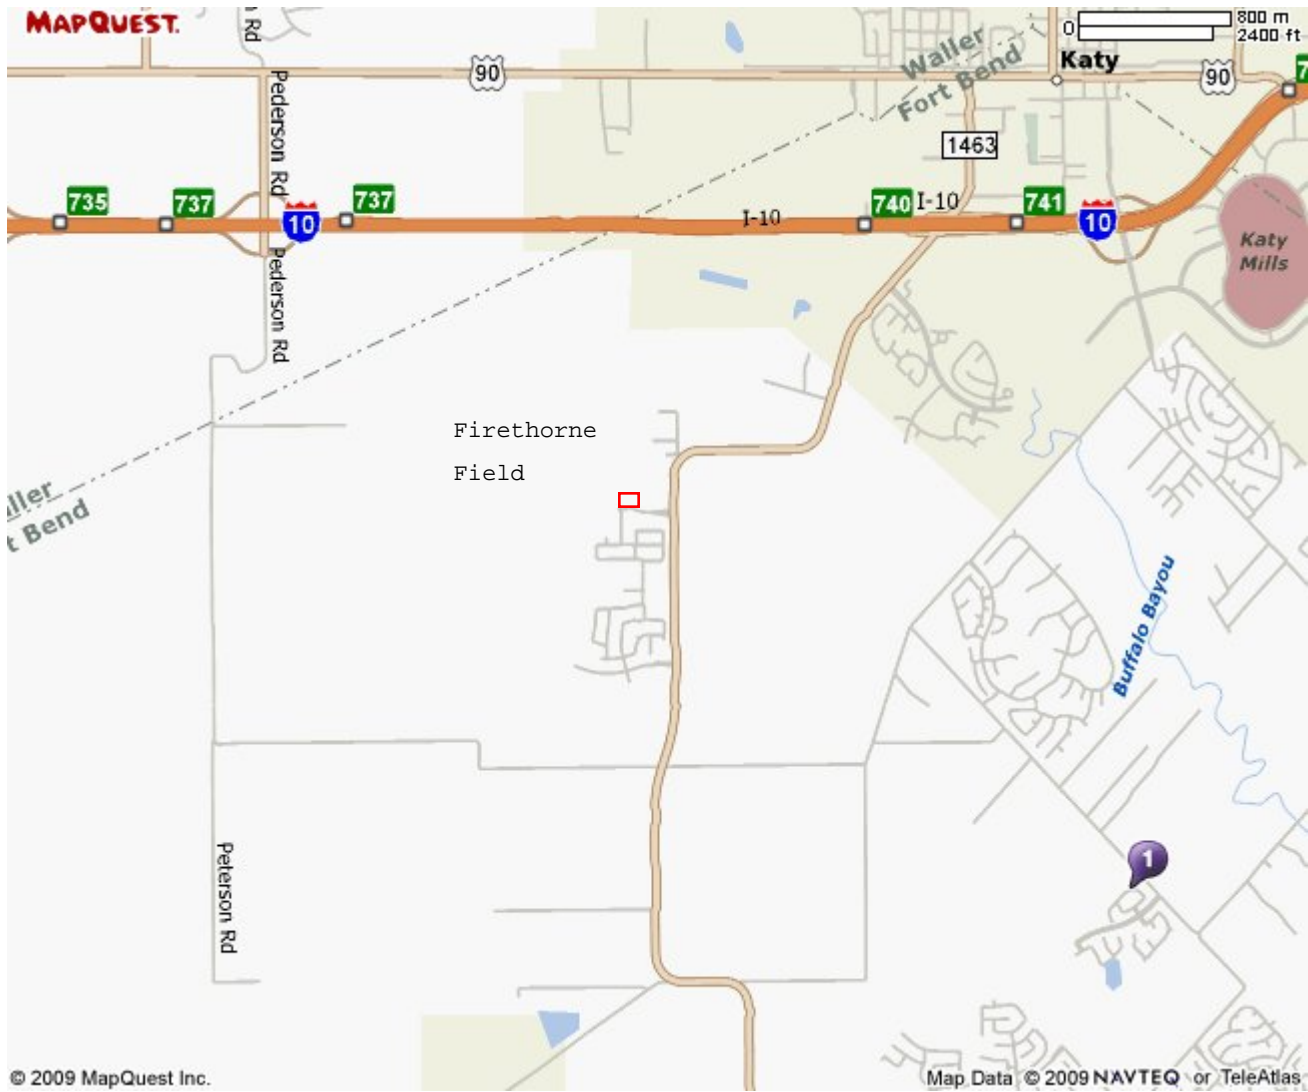 MAPQUEST.
Rd
0
800 m
2400 ft
Waller
Fort Bend
Katy
90
90
7
Pederson Rd
1463
735
737
737
740
I-10
741
10
I-10
10
Katy
Mills
Pederson Rd
Firethorne
Field
ller
t Bend
Buffalo Bayou
Peterson Rd
1
© 2009 MapQuest Inc.
Map Data © 2009 NAVTEQ or TeleAtlas